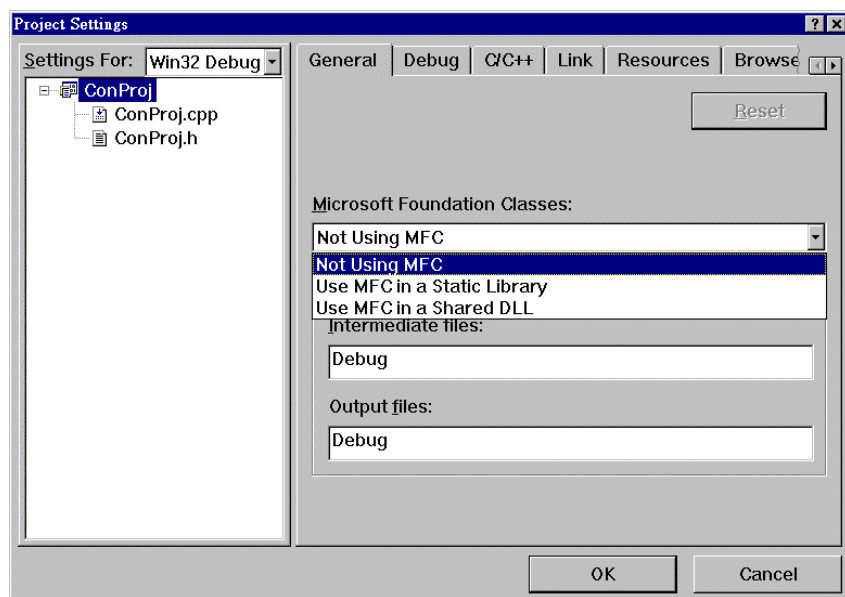 Project Settings
Settings For: Win32 Debug
ConProj
ConProj.cpp
ConProj.h
General Debug C/C++ Link Resources Browse
Reset
Microsoft Foundation Classes:
Not Using MFC
Not Using MFC
Use MFC in a Static Library
Use MFC in a Shared DLL
Intermediate files:
Debug
Output files:
Debug
OK Cancel